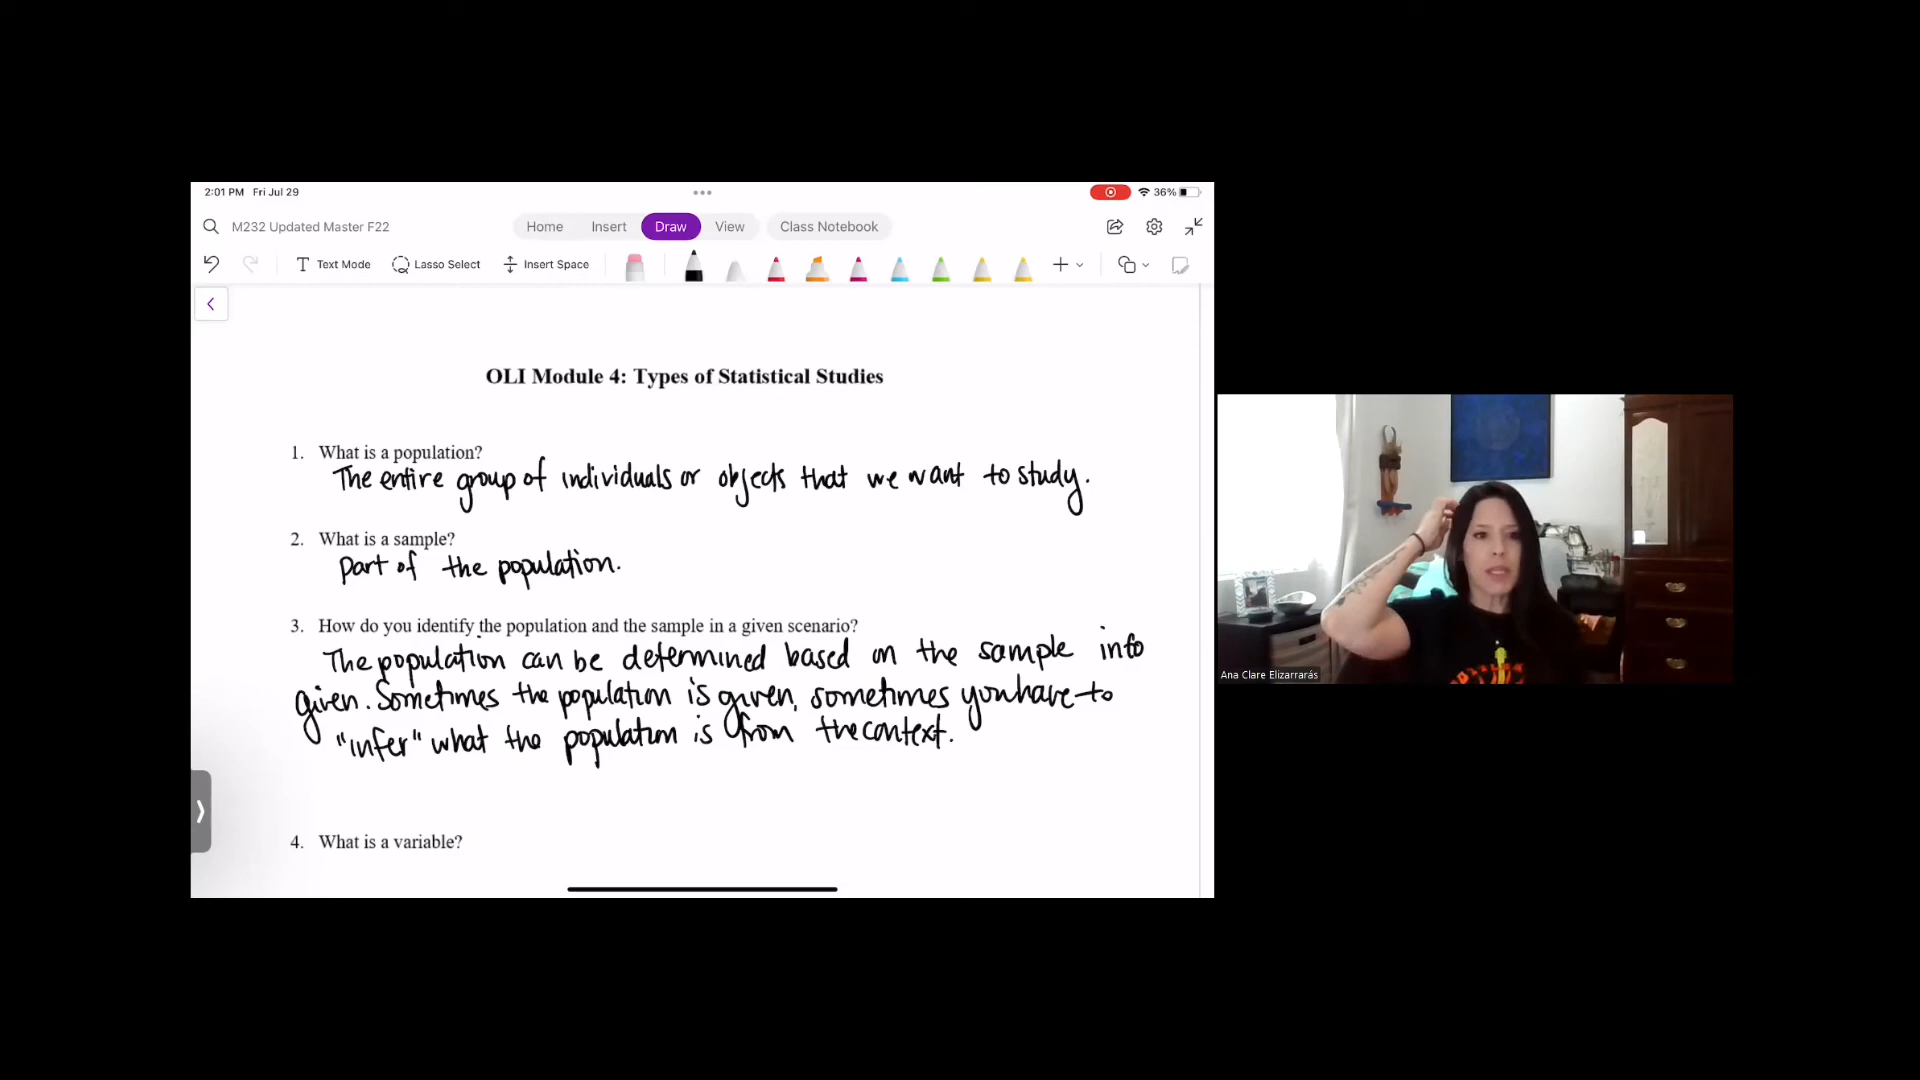 2:01 PM Fri Jul 29
36%
M232 Updated Master F22
Home Insert Draw View Class Notebook
Text Mode Lasso Select Insert Space
OLI Module 4: Types of Statistical Studies
1. What is a population?
The entire group of individuals or objects that we want to study.
2. What is a sample?
Part of the population.
3. How do you identify the population and the sample in a given scenario?
The population can be determined based on the sample info
given. Sometimes the population is given, sometimes you have to
"infer" what the population is from the context.
4. What is a variable?
Ana Clare Elizarrarás